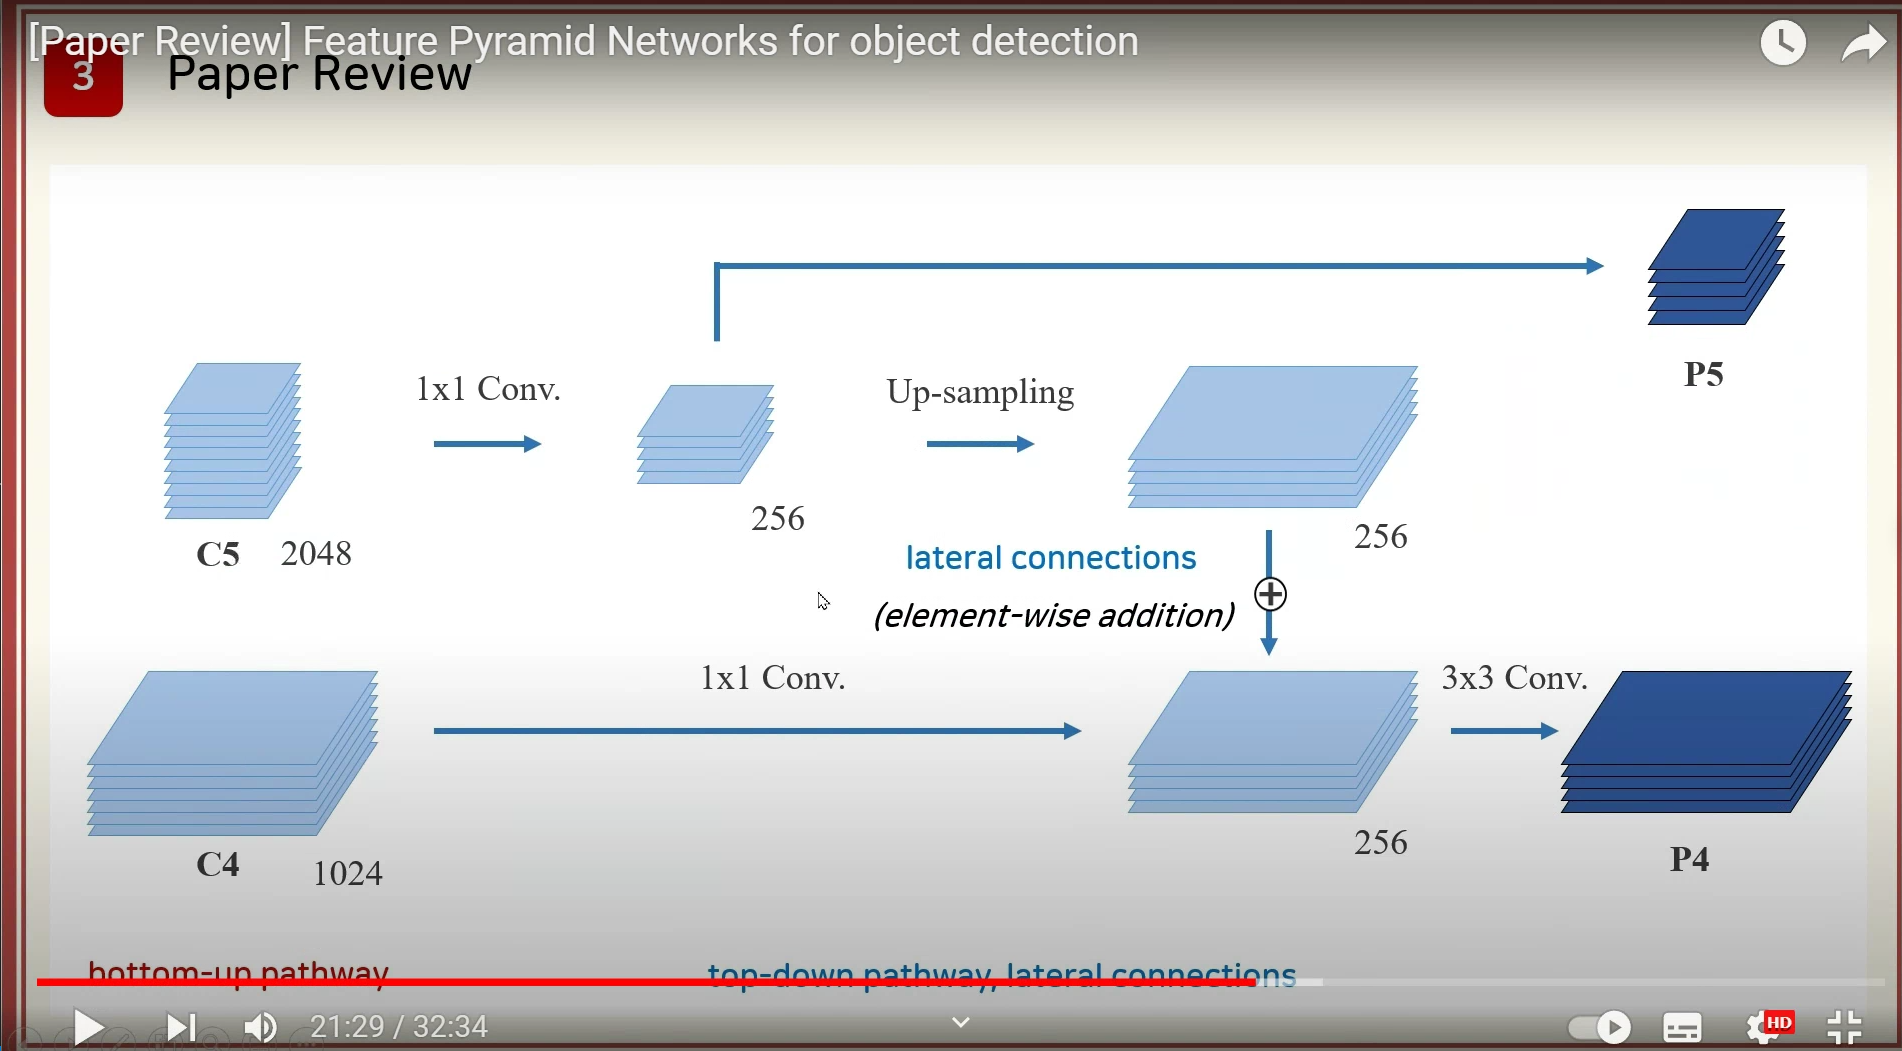 [Paper Review] Feature Pyramid Networks for object detection
3 Paper Review
P5
1x1 Conv.
Up-sampling
256
256
C5 2048
lateral connections
(element-wise addition)
1x1 Conv.
3x3 Conv.
256
C4 1024
P4
bottom-up pathway
top-down pathway, lateral connections
21:29 / 32:34
HD